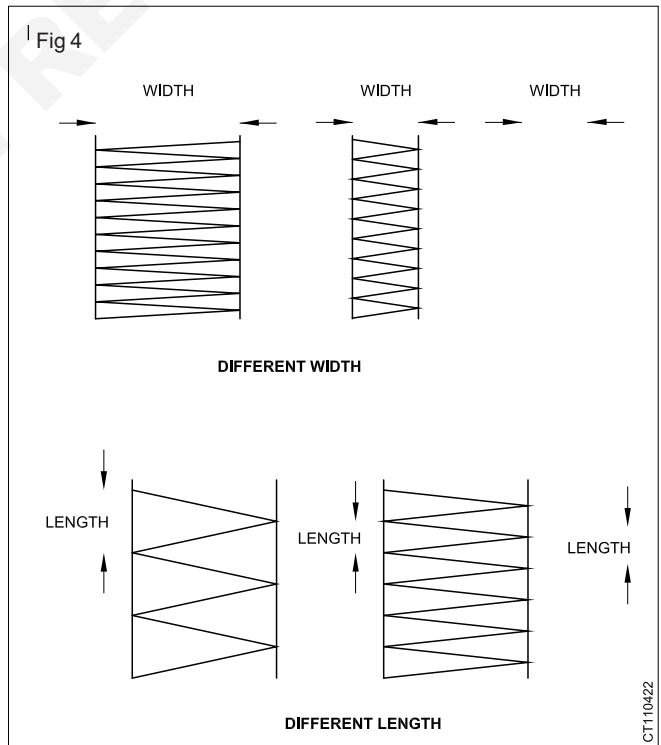 Fig 4
WIDTH WIDTH WIDTH
DIFFERENT WIDTH
LENGTH LENGTH LENGTH
DIFFERENT LENGTH
CT110422